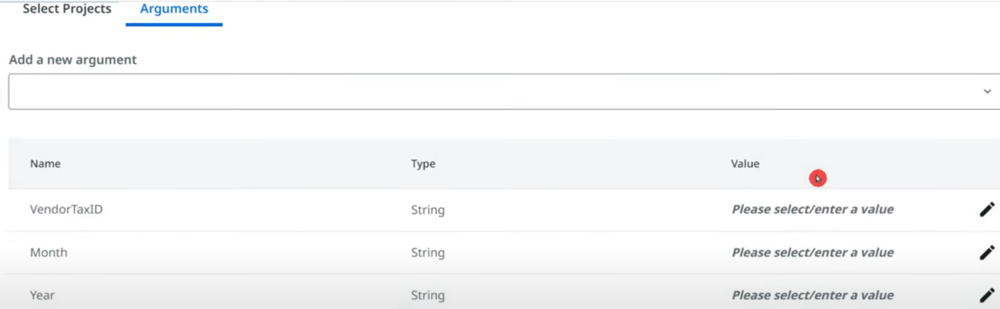 Select Projects Arguments
Add a new argument
Name Type Value
VendorTaxID String Please select/enter a value
Month String Please select/enter a value
Year String Please select/enter a value